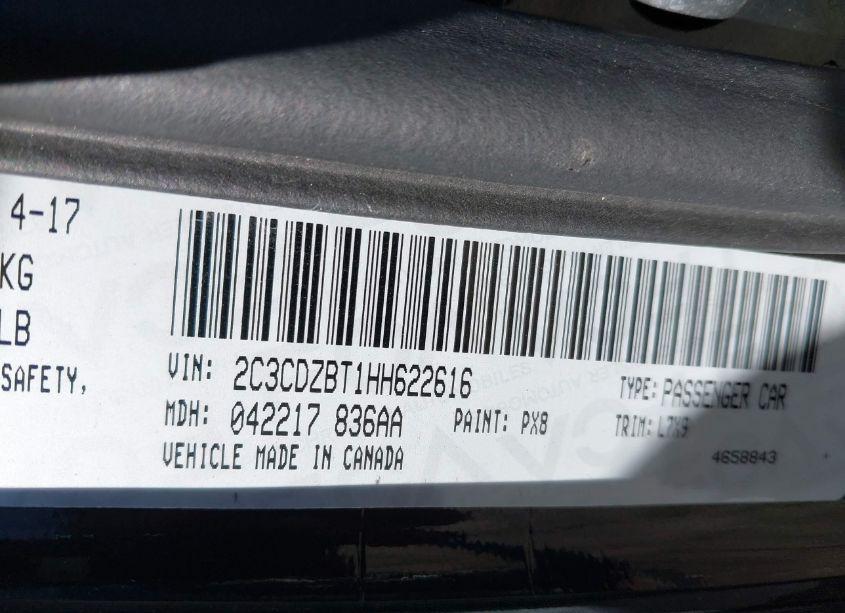 4-17
KG
LB
SAFETY,
VIN: 2C3CDZBT1HH622616
TYPE: PASSENGER CAR
MDH: 042217 836AA
PAINT: PX8
TRIM: L7X9
VEHICLE MADE IN CANADA
4658843